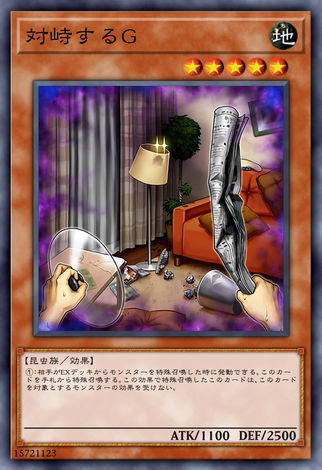 対峙するG
地
【昆虫族／効果】
①：相手がEXデッキからモンスターを特殊召喚した時に発動できる。このカー
ドを手札から特殊召喚する。この効果で特殊召喚したこのカードは、このカード
を対象とするモンスターの効果を受けない。
ATK/1100 DEF/2500
15721123